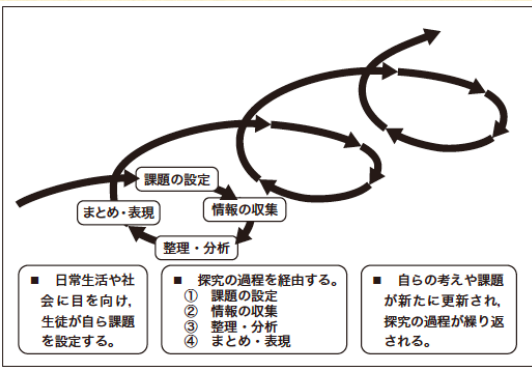 課題の設定
情報の収集
まとめ・表現
整理・分析
■　日常生活や社
会に目を向け,
生徒が自ら課題
を設定する。
■　探究の過程を経由する。
①　課題の設定
②　情報の収集
③　整理・分析
④　まとめ・表現
■　自らの考えや課題
が新たに更新され,
探究の過程が繰り返
される。